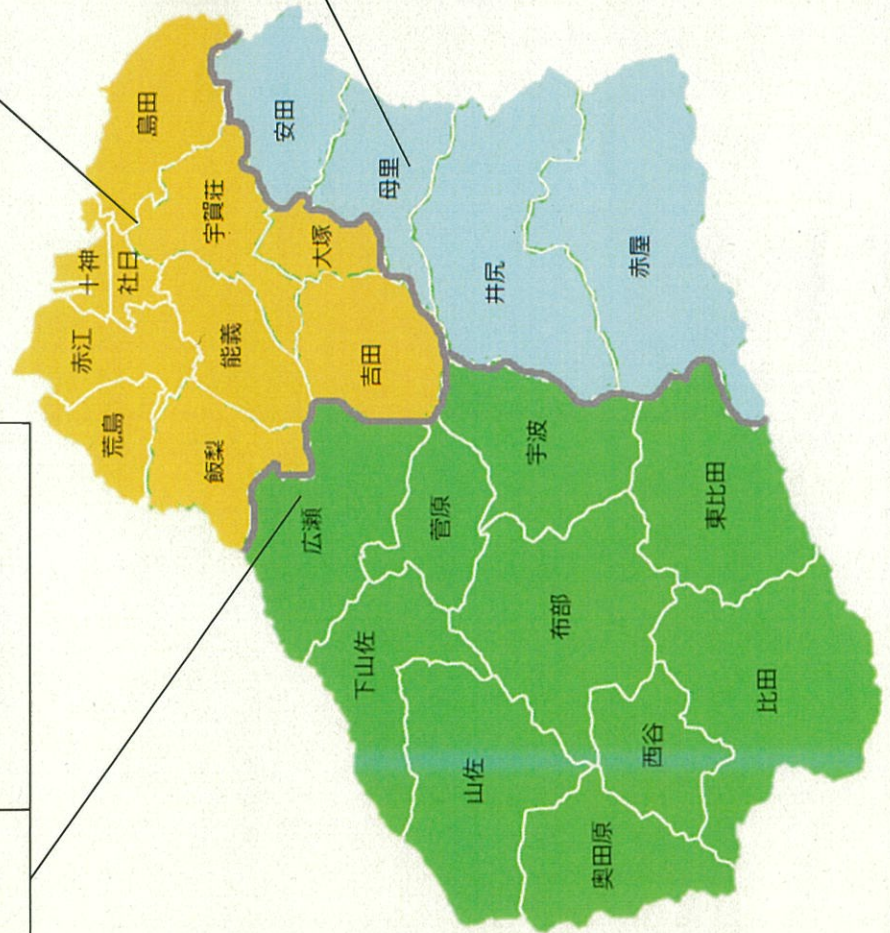 島田
安田
母里
宇賀荘
大塚
十神
社日
赤江
能義
吉田
井尻
赤屋
荒島
飯梨
広瀬
菅原
宇波
東比田
下山佐
布部
山佐
西谷
比田
奥田原